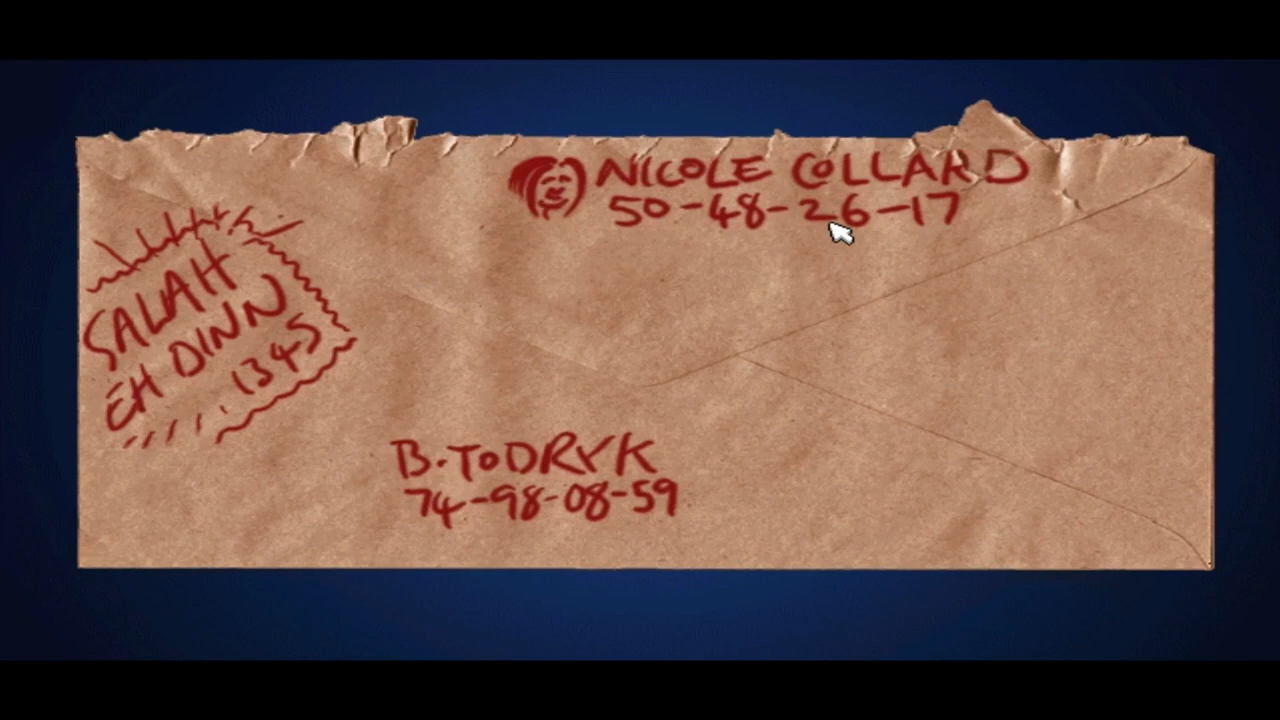 NICOLE COLLARD
50-48-26-17
SALAH
EH DINN
1345
B.TODRYK
74-98-08-59